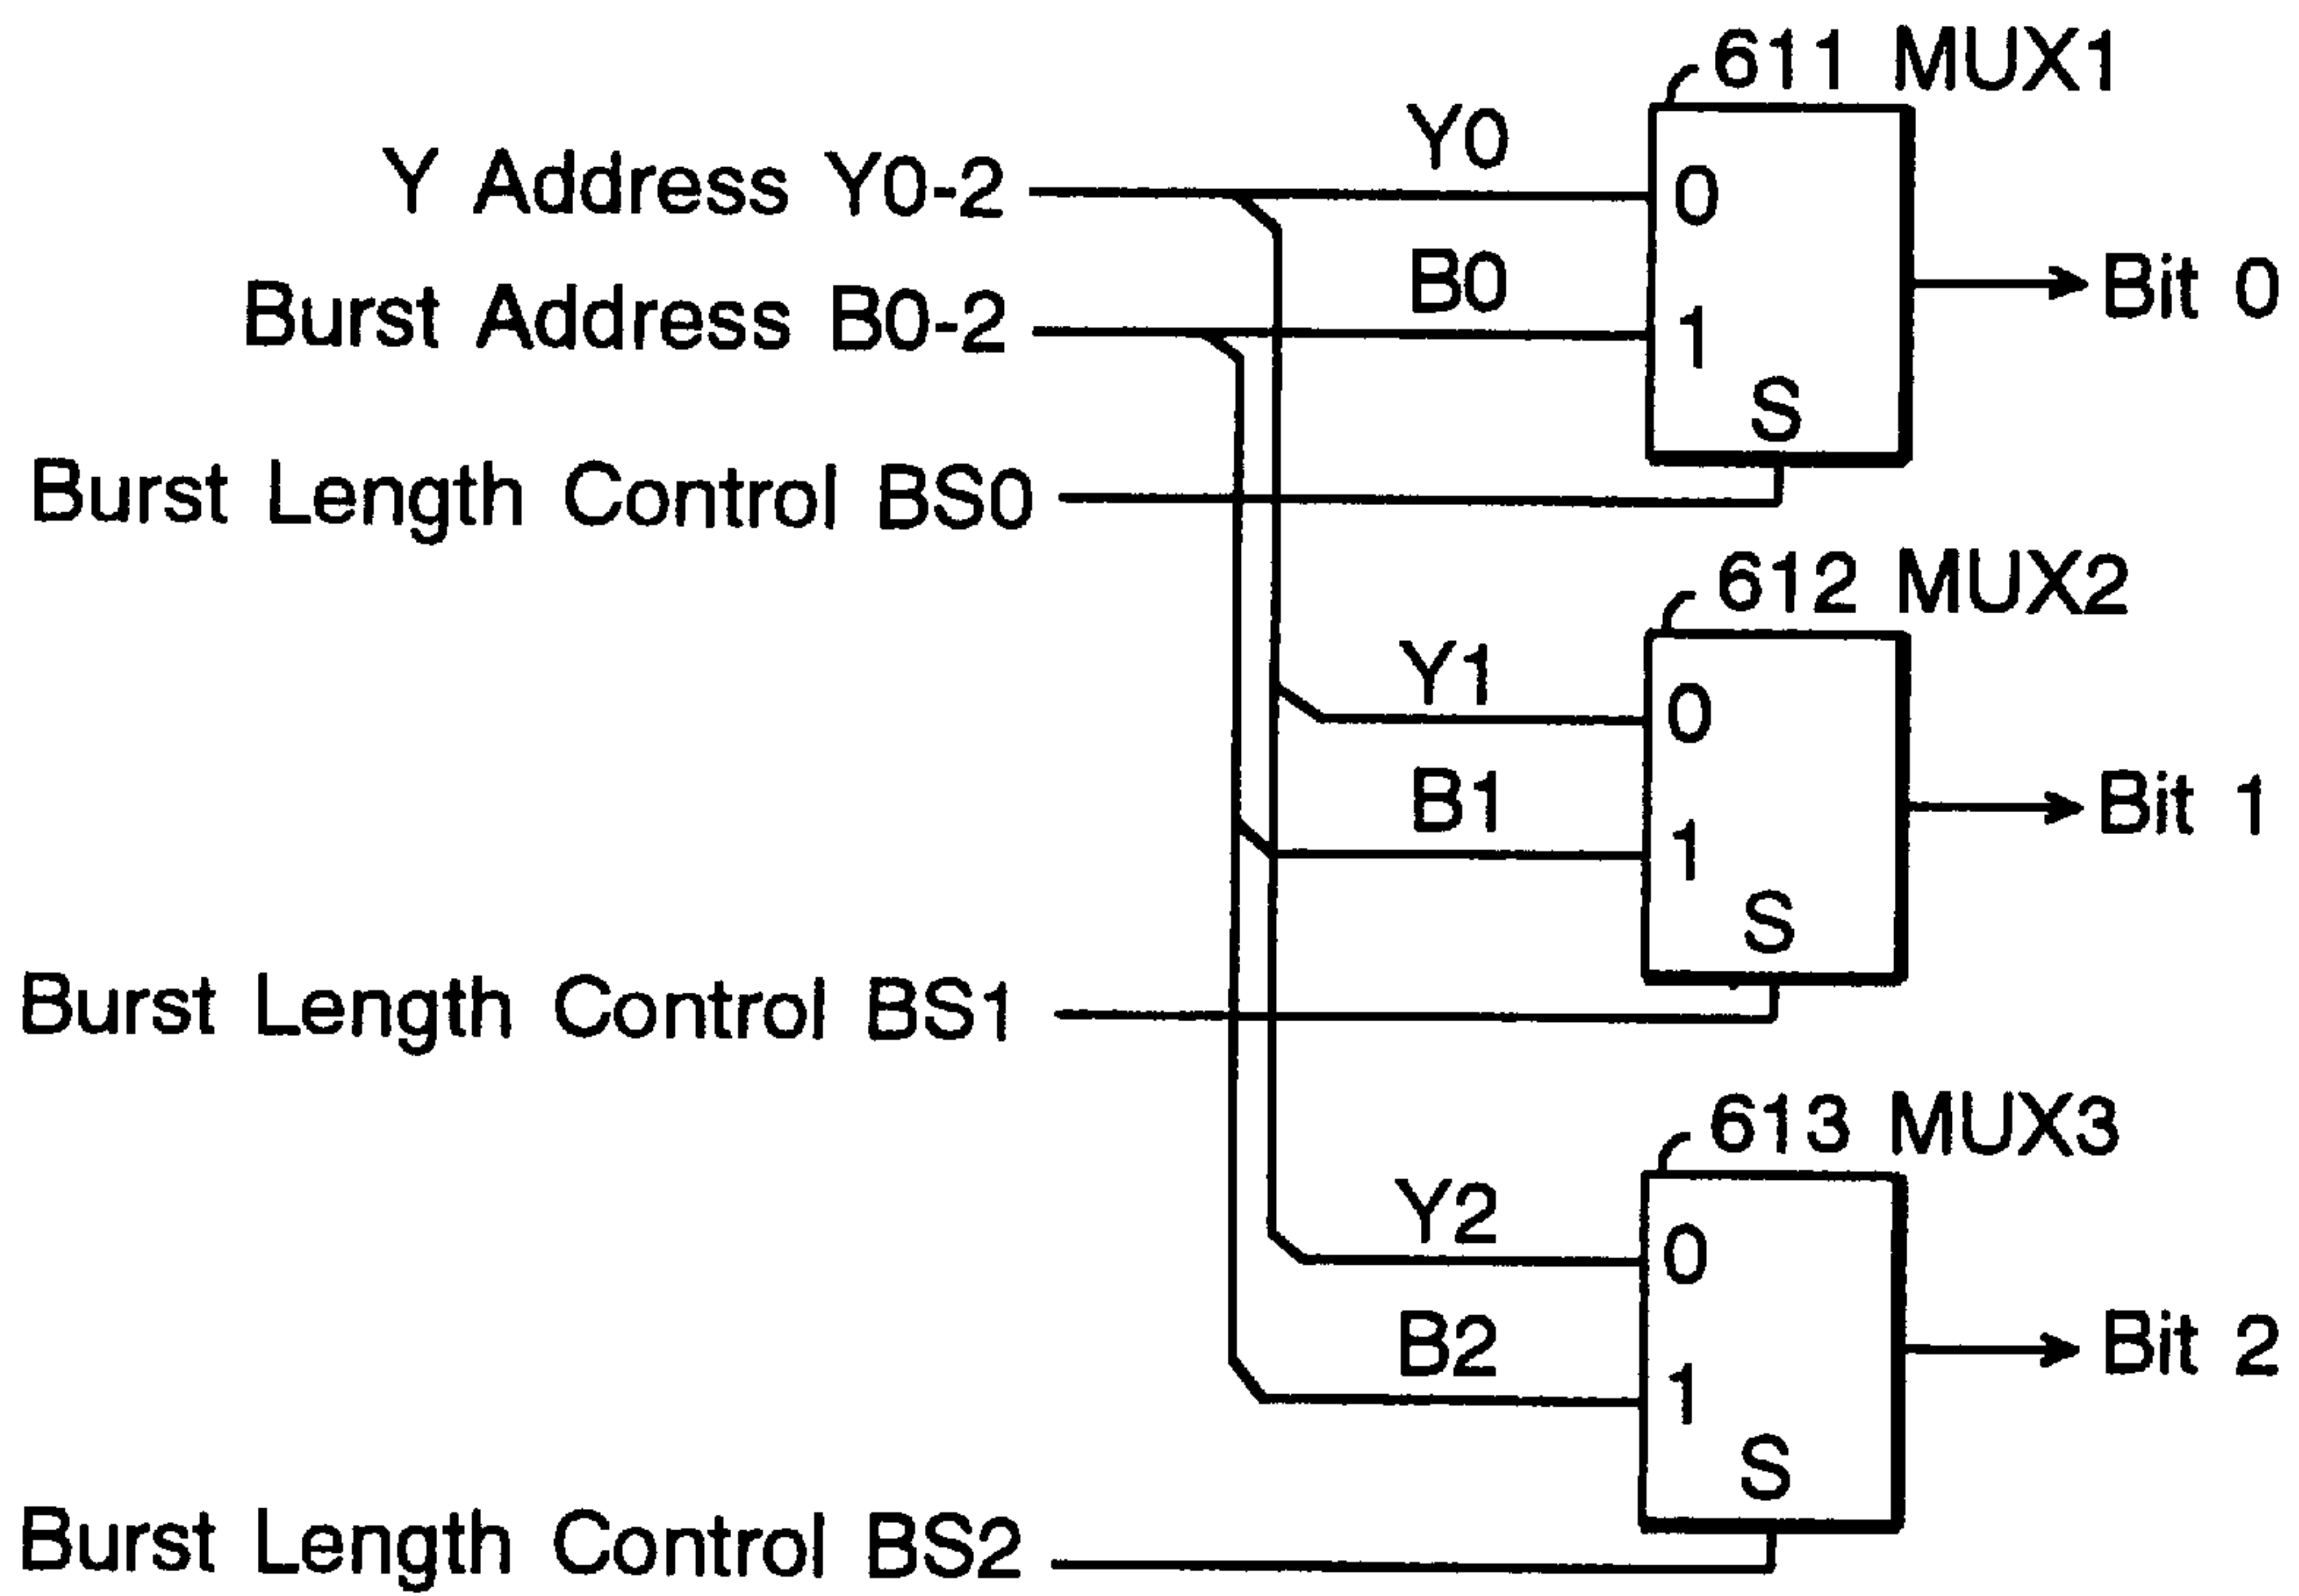 611 MUX1
Y0
Y Address Y0-2
0
B0
Bit 0
Burst Address B0-2
1
S
Burst Length Control BS0
612 MUX2
Y1
0
B1
Bit 1
1
S
Burst Length Control BS1
613 MUX3
Y2
0
B2
Bit 2
1
S
Burst Length Control BS2